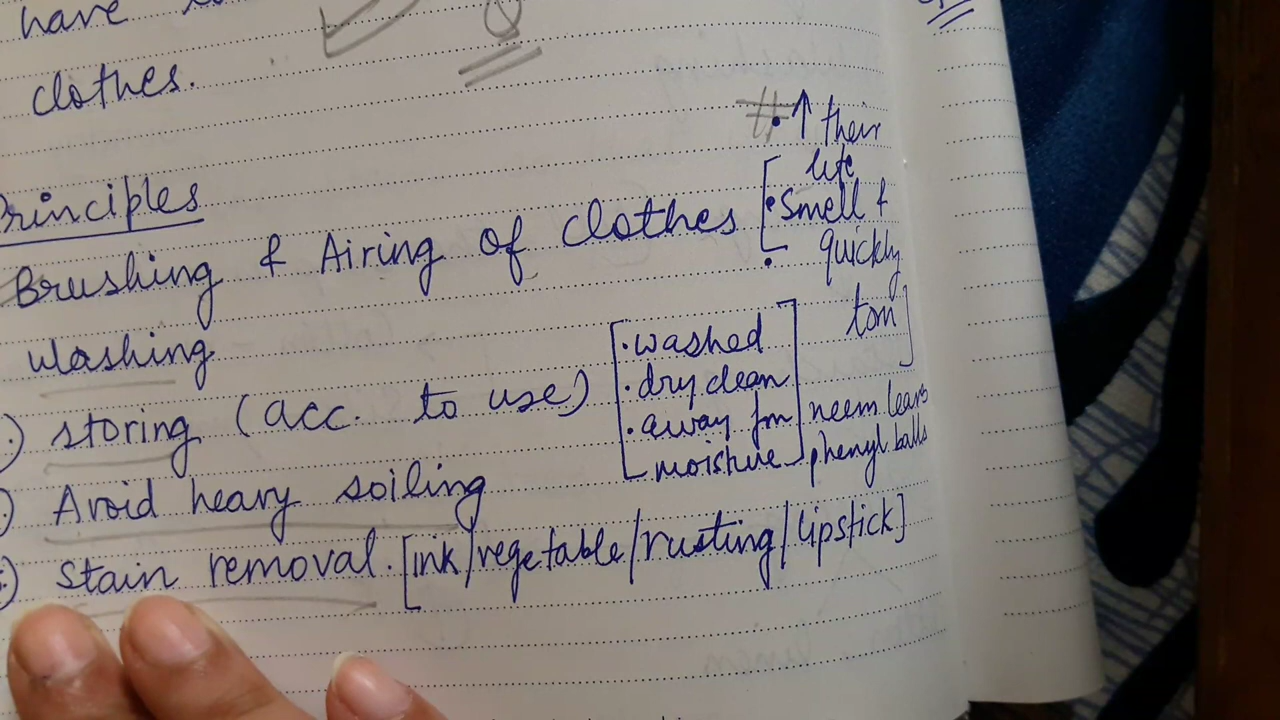 have
clothes.
Principles
Brushing & Airing of clothes [ • ↑ their
life
• Smell &
• quickly
torn ]
Washing
.) storing (acc. to use) [ • washed
• dry clean
• away from
moisture ] neem leaves
phenyl balls
) Avoid heavy soiling
) stain removal. [ink/vegetable/rusting/lipstick]